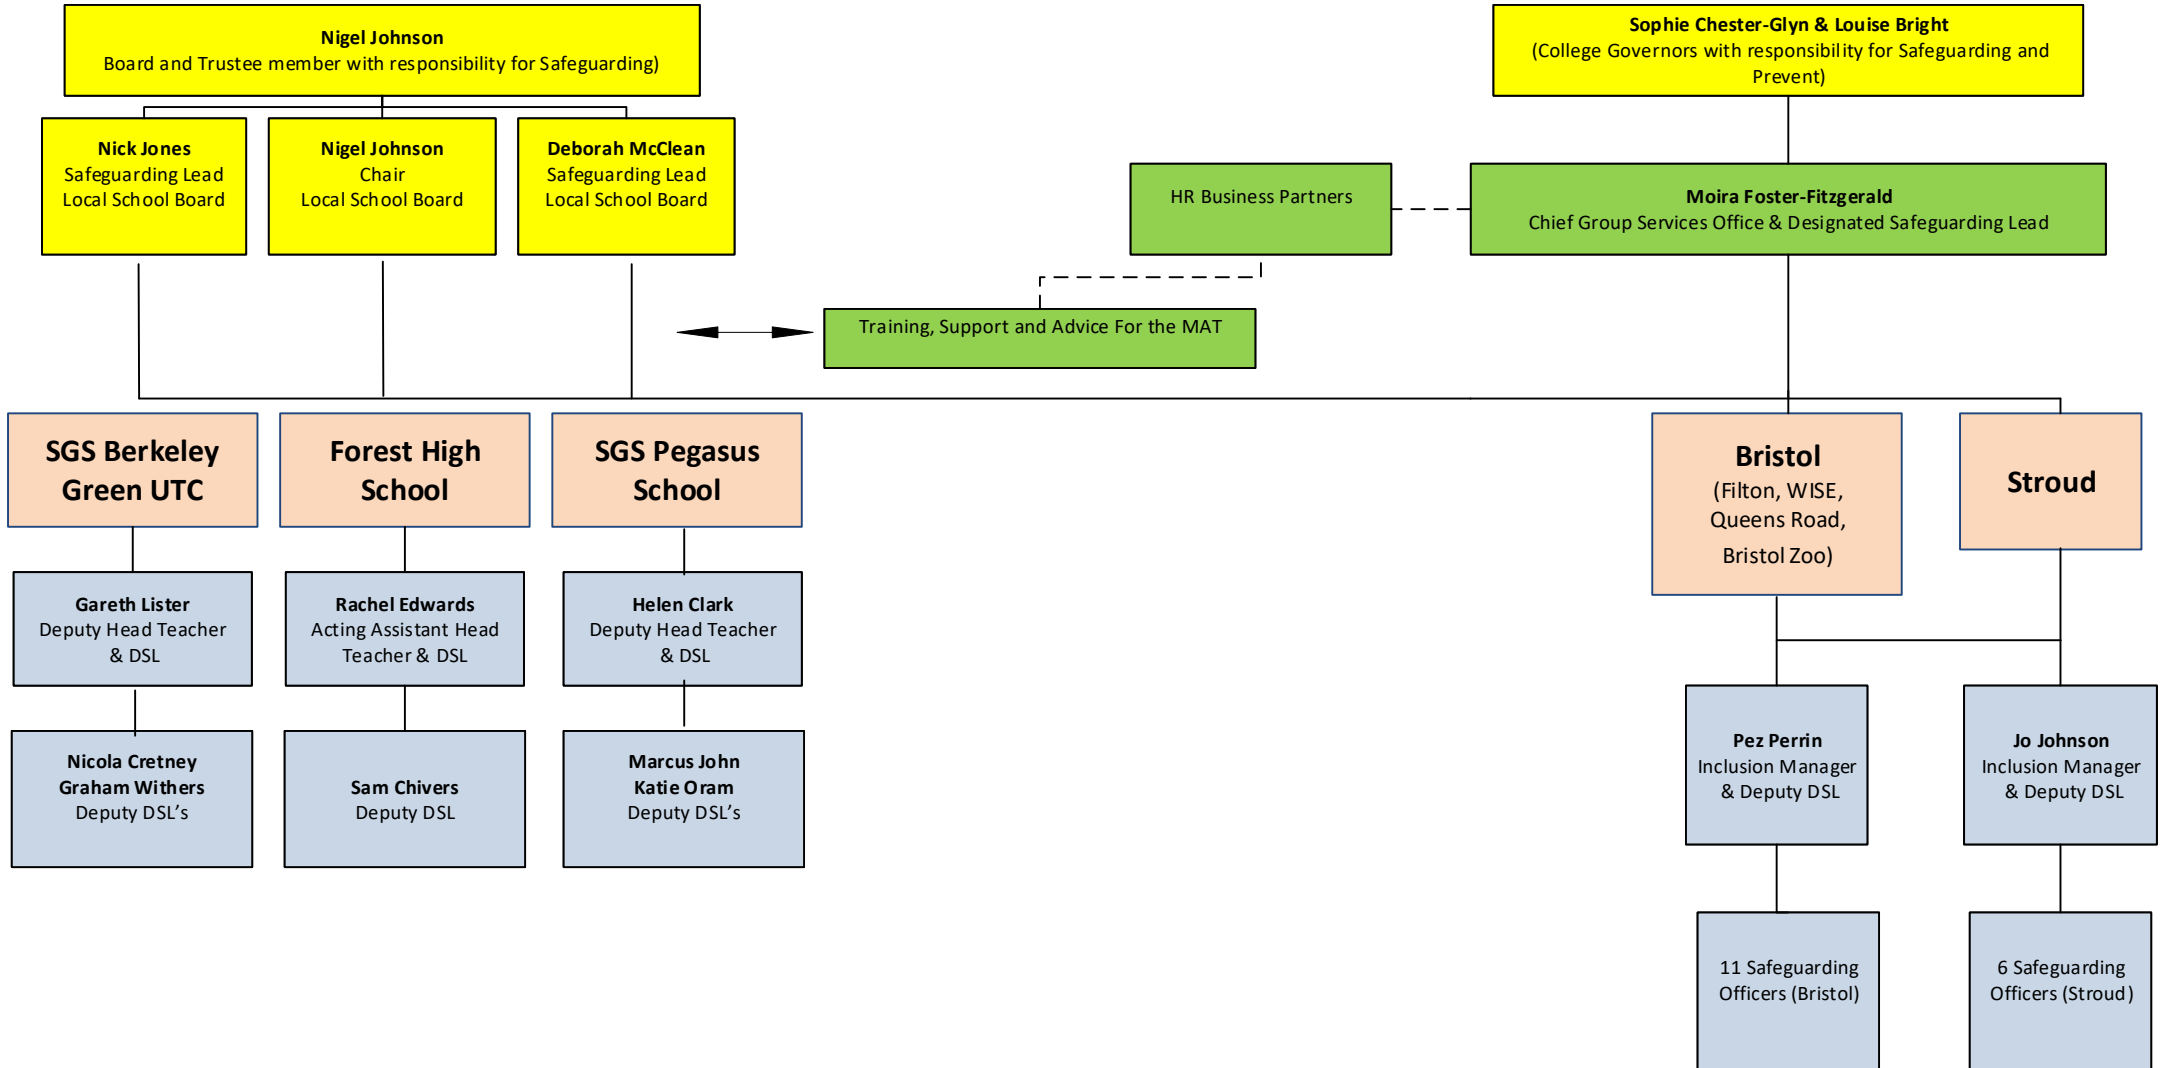 Nigel Johnson
Board and Trustee member with responsibility for Safeguarding)
Sophie Chester-Glyn & Louise Bright
(College Governors with responsibility for Safeguarding and
Prevent)
Nick Jones
Safeguarding Lead
Local School Board
Nigel Johnson
Chair
Local School Board
Deborah McClean
Safeguarding Lead
Local School Board
HR Business Partners
Moira Foster-Fitzgerald
Chief Group Services Office & Designated Safeguarding Lead
Training, Support and Advice For the MAT
SGS Berkeley
Green UTC
Forest High
School
SGS Pegasus
School
Bristol
(Filton, WISE,
Queens Road,
Bristol Zoo)
Stroud
Gareth Lister
Deputy Head Teacher
& DSL
Rachel Edwards
Acting Assistant Head
Teacher & DSL
Helen Clark
Deputy Head Teacher
& DSL
Nicola Cretney
Graham Withers
Deputy DSL’s
Sam Chivers
Deputy DSL
Marcus John
Katie Oram
Deputy DSL’s
Pez Perrin
Inclusion Manager
& Deputy DSL
Jo Johnson
Inclusion Manager
& Deputy DSL
11 Safeguarding
Officers (Bristol)
6 Safeguarding
Officers (Stroud)